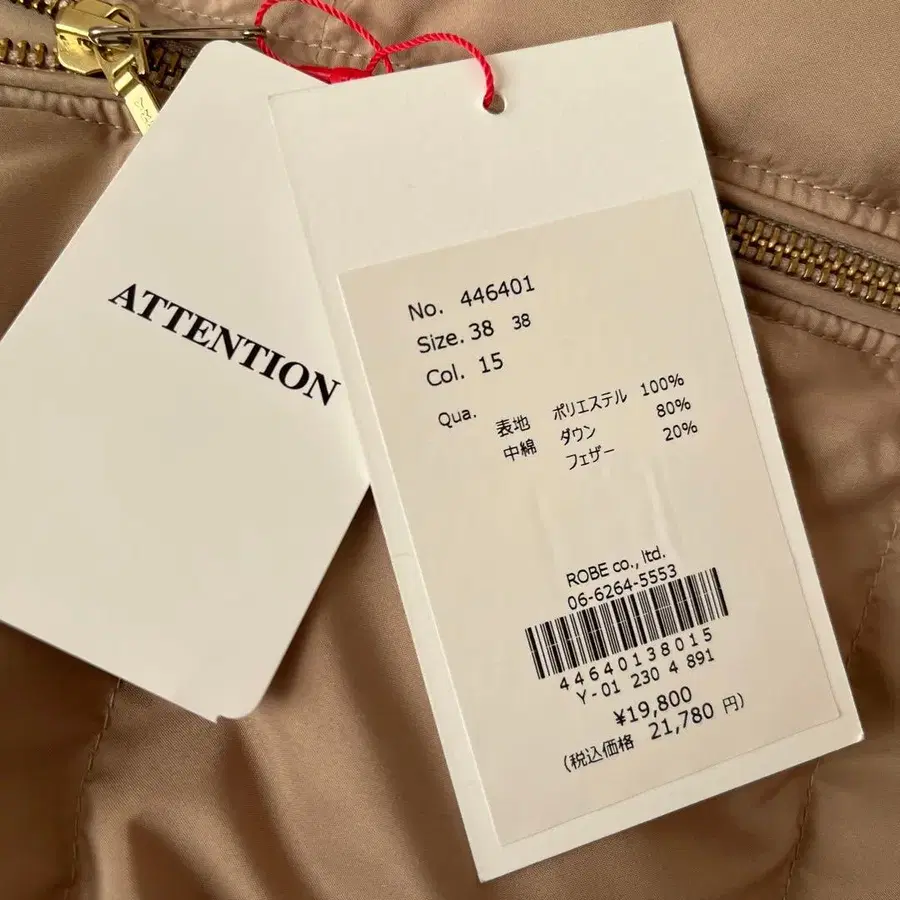 ATTENTION
No. 446401
Size. 38 38
Col. 15
Qua. 表地 ポリエステル 100%
中綿 ダウン 80%
フェザー 20%
ROBE co., ltd.
06-6264-5553
44640138015
Y-01 230 4 891
¥19,800
(税込価格 21,780 円)